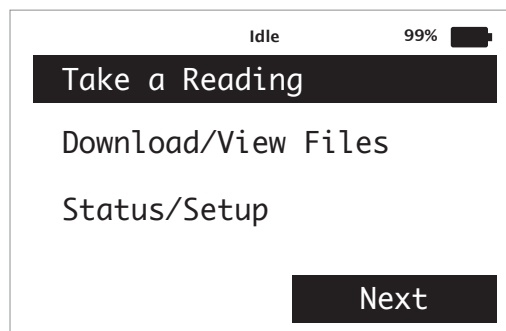 Idle 99%
Take a Reading
Download/View Files
Status/Setup
Next